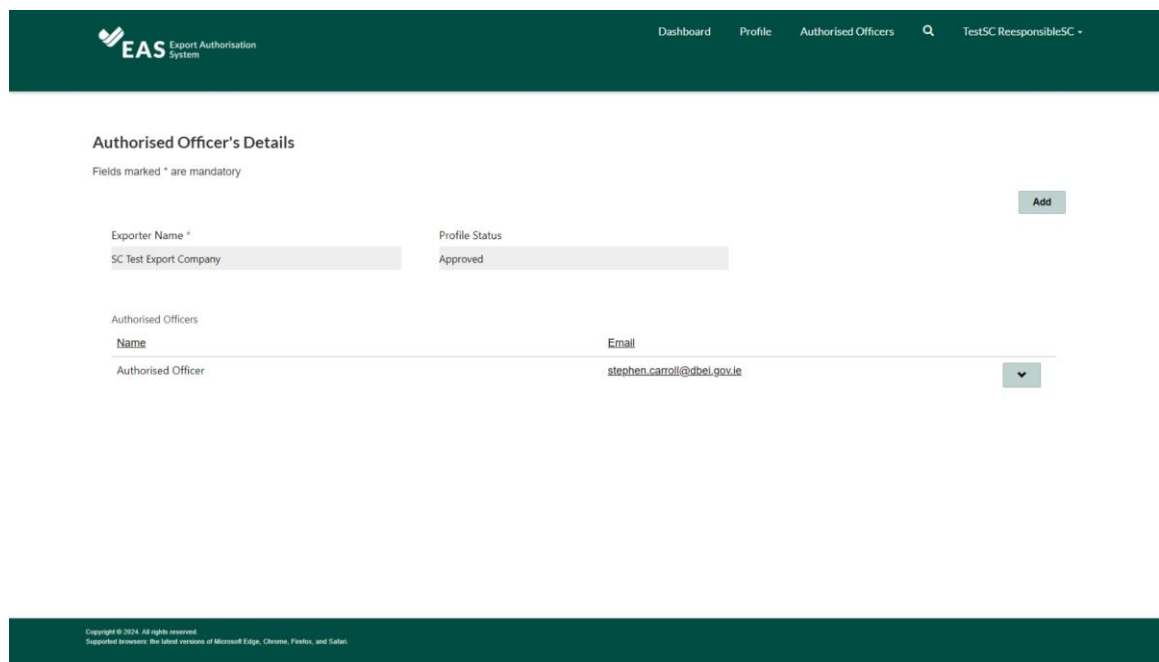 EAS Export Authorisation System
Dashboard Profile Authorised Officers TestSC ReesponsibleSC
Authorised Officer's Details
Fields marked * are mandatory
Add
Exporter Name * Profile Status
SC Test Export Company Approved
Authorised Officers
Name Email
Authorised Officer stephen.carroll@dbei.gov.ie
Copyright © 2024. All rights reserved.
Supported browsers: the latest versions of Microsoft Edge, Chrome, Firefox, and Safari.